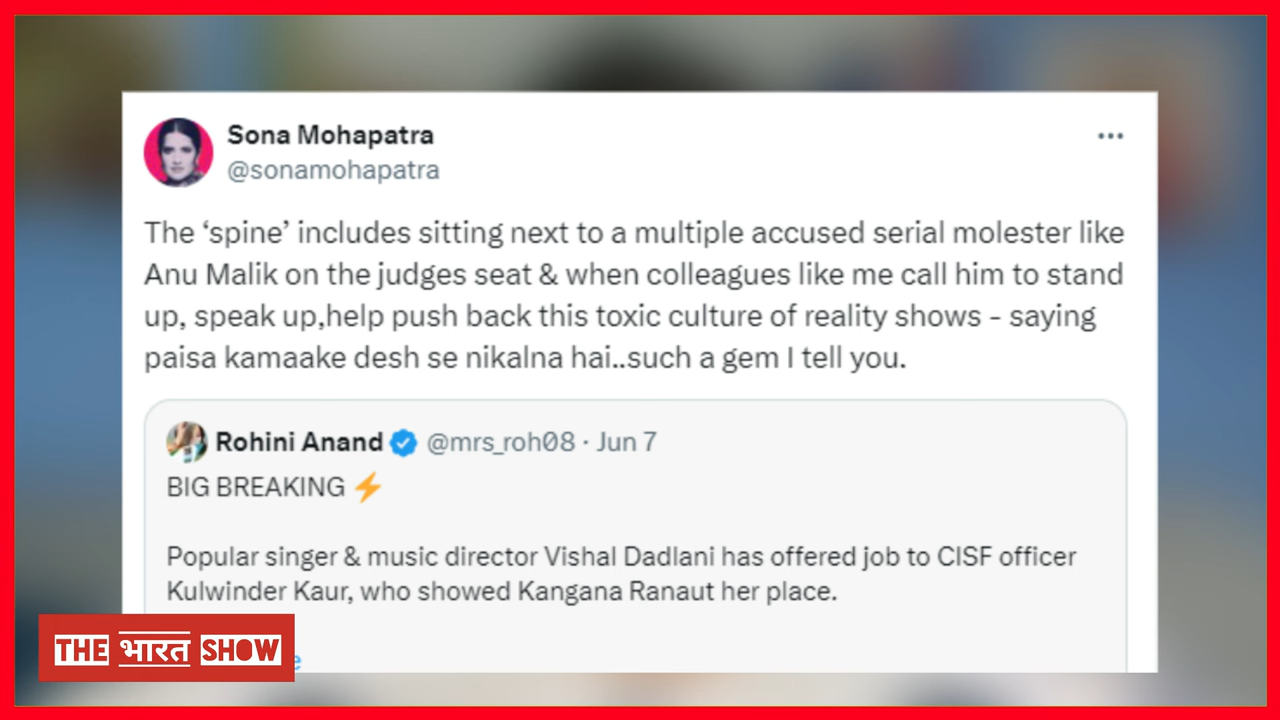 Sona Mohapatra
@sonamohapatra
The ‘spine’ includes sitting next to a multiple accused serial molester like
Anu Malik on the judges seat & when colleagues like me call him to stand
up, speak up,help push back this toxic culture of reality shows - saying
paisa kamaake desh se nikalna hai..such a gem I tell you.
Rohini Anand @mrs_roh08 · Jun 7
BIG BREAKING ⚡
Popular singer & music director Vishal Dadlani has offered job to CISF officer
Kulwinder Kaur, who showed Kangana Ranaut her place.
THE भारत SHOW